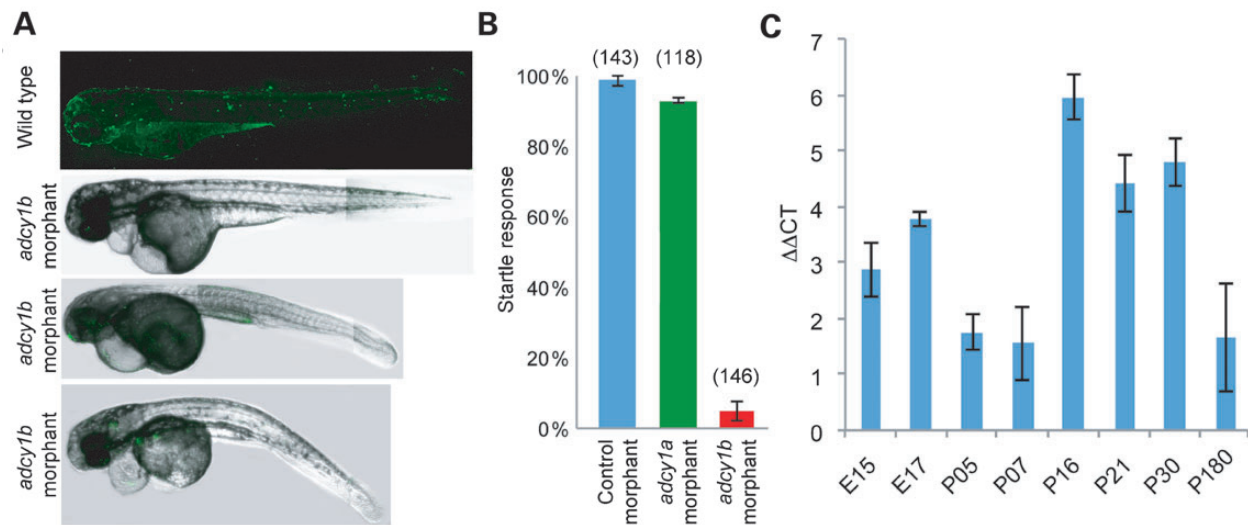 A
Wild type
adcy1b
morphant
adcy1b
morphant
adcy1b
morphant
B
Startle response
100%
80%
60%
40%
20%
0%
(143)
(118)
(146)
Control
morphant
adcy1a
morphant
adcy1b
morphant
C
ΔΔCT
7
6
5
4
3
2
1
0
E15
E17
P05
P07
P16
P21
P30
P180